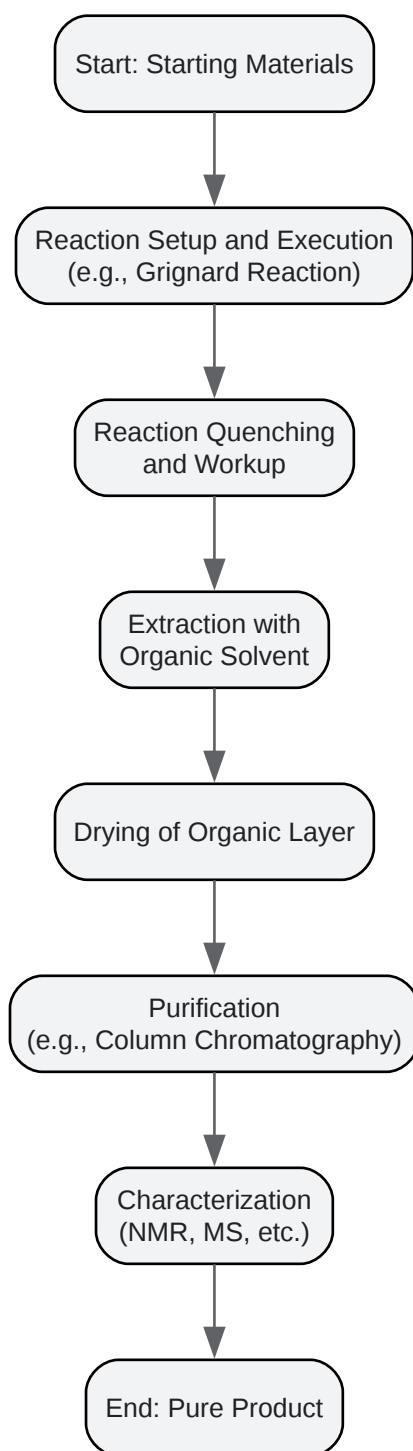 Start: Starting Materials
Reaction Setup and Execution
(e.g., Grignard Reaction)
Reaction Quenching
and Workup
Extraction with
Organic Solvent
Drying of Organic Layer
Purification
(e.g., Column Chromatography)
Characterization
(NMR, MS, etc.)
End: Pure Product